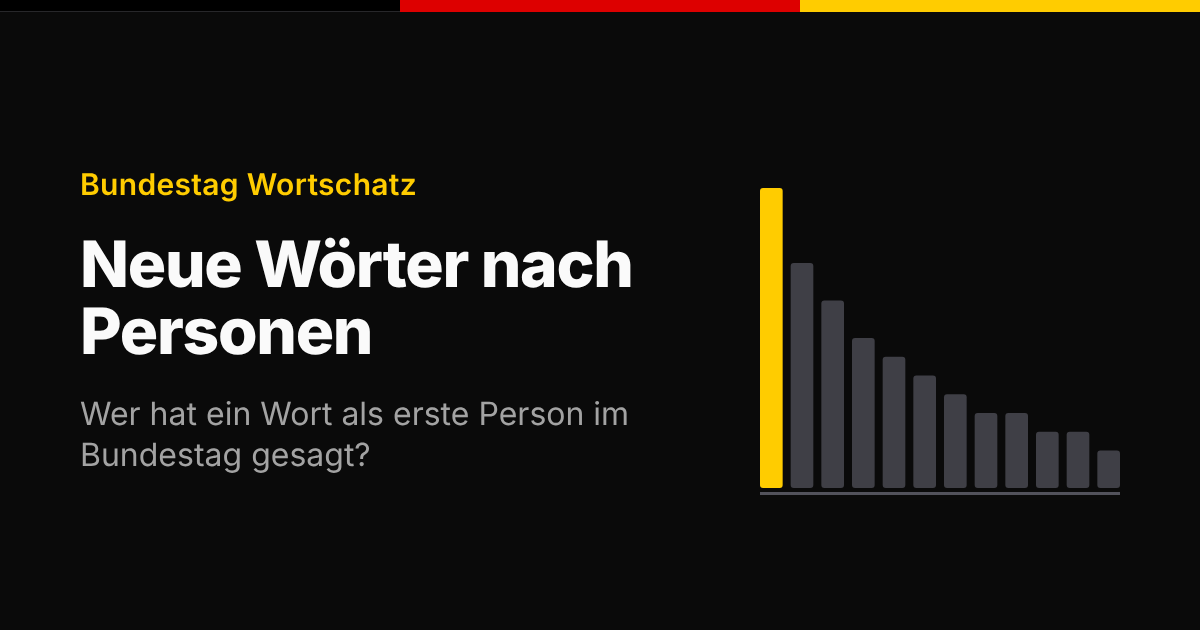 Bundestag Wortschatz
Neue Wörter nach
Personen
Wer hat ein Wort als erste Person im
Bundestag gesagt?